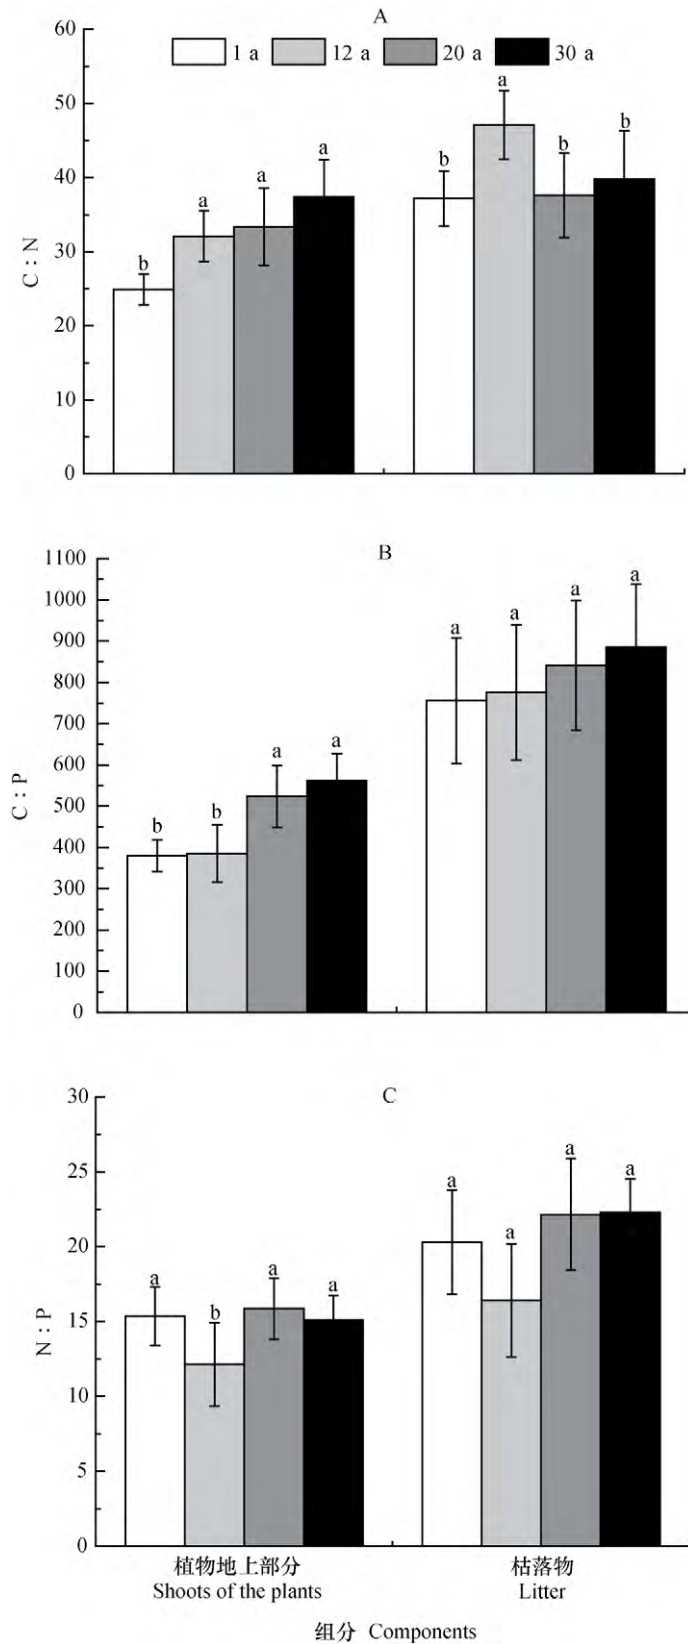 A
1 a 12 a 20 a 30 a
60
50
40
30
20
10
0
C : N
b a a a b a b b
B
1100
1000
900
800
700
600
500
400
300
200
100
0
C : P
b b a a a a a a
C
30
25
20
15
10
5
0
N : P
a b a a a a a a
植物地上部分 枯落物
Shoots of the plants Litter
组分 Components